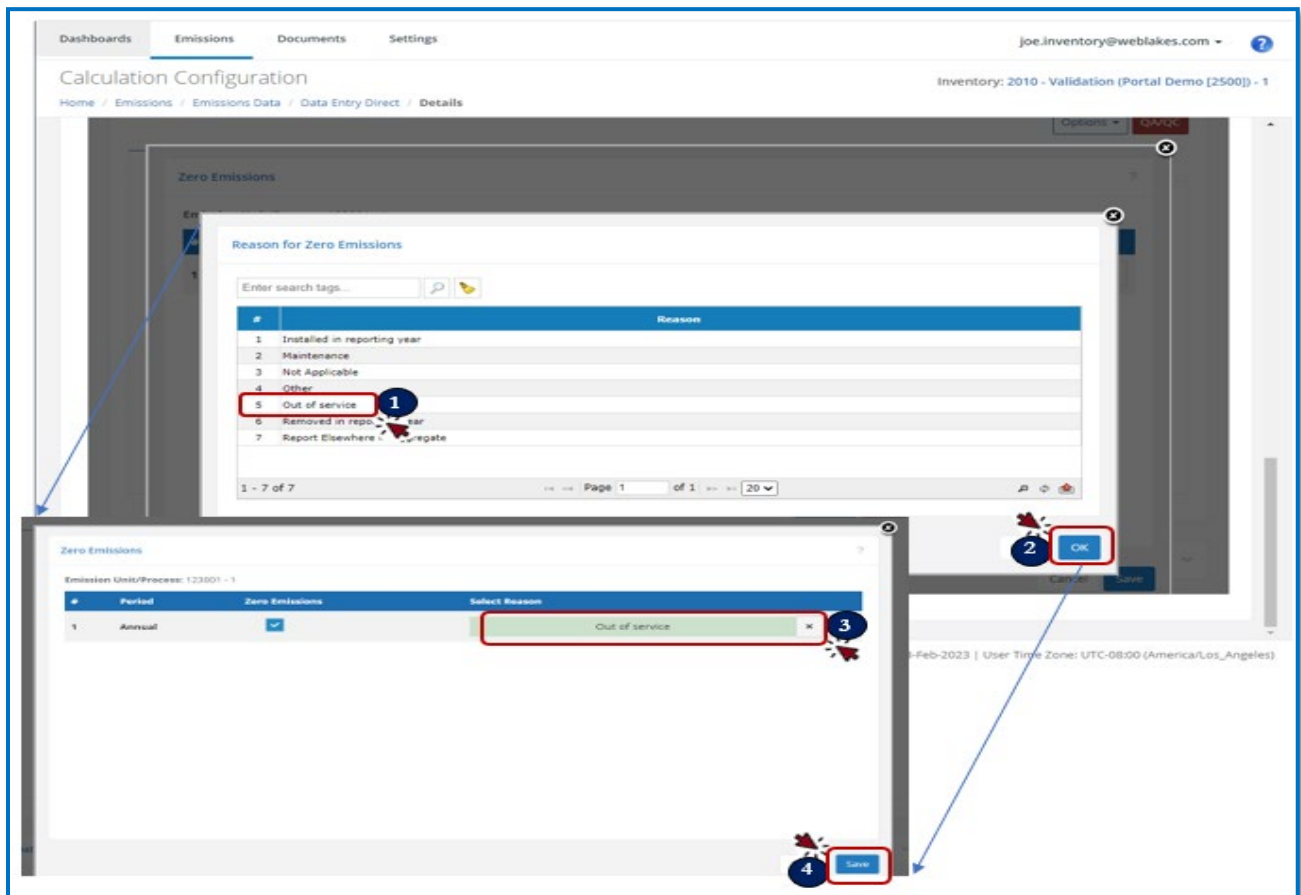 Dashboards Emissions Documents Settings joe.inventory@weblakes.com
Calculation Configuration Inventory: 2010 - Validation (Portal Demo [2500]) - 1
Home / Emissions / Emissions Data / Data Entry Direct / Details
Options QA/QC
Zero Emissions ?
Reason for Zero Emissions
Enter search tags...
# Reason
1 Installed in reporting year
2 Maintenance
3 Not Applicable
4 Other
5 Out of service 1
6 Removed in repo ar
7 Report Elsewhere gregate
1 - 7 of 7 Page 1 of 1 20
2 OK
Cancel Save
Zero Emissions ?
Emission Unit/Process: 123001 - 1
# Period Zero Emissions Select Reason
1 Annual Out of service × 3
-Feb-2023 | User Time Zone: UTC-08:00 (America/Los_Angeles)
4 Save